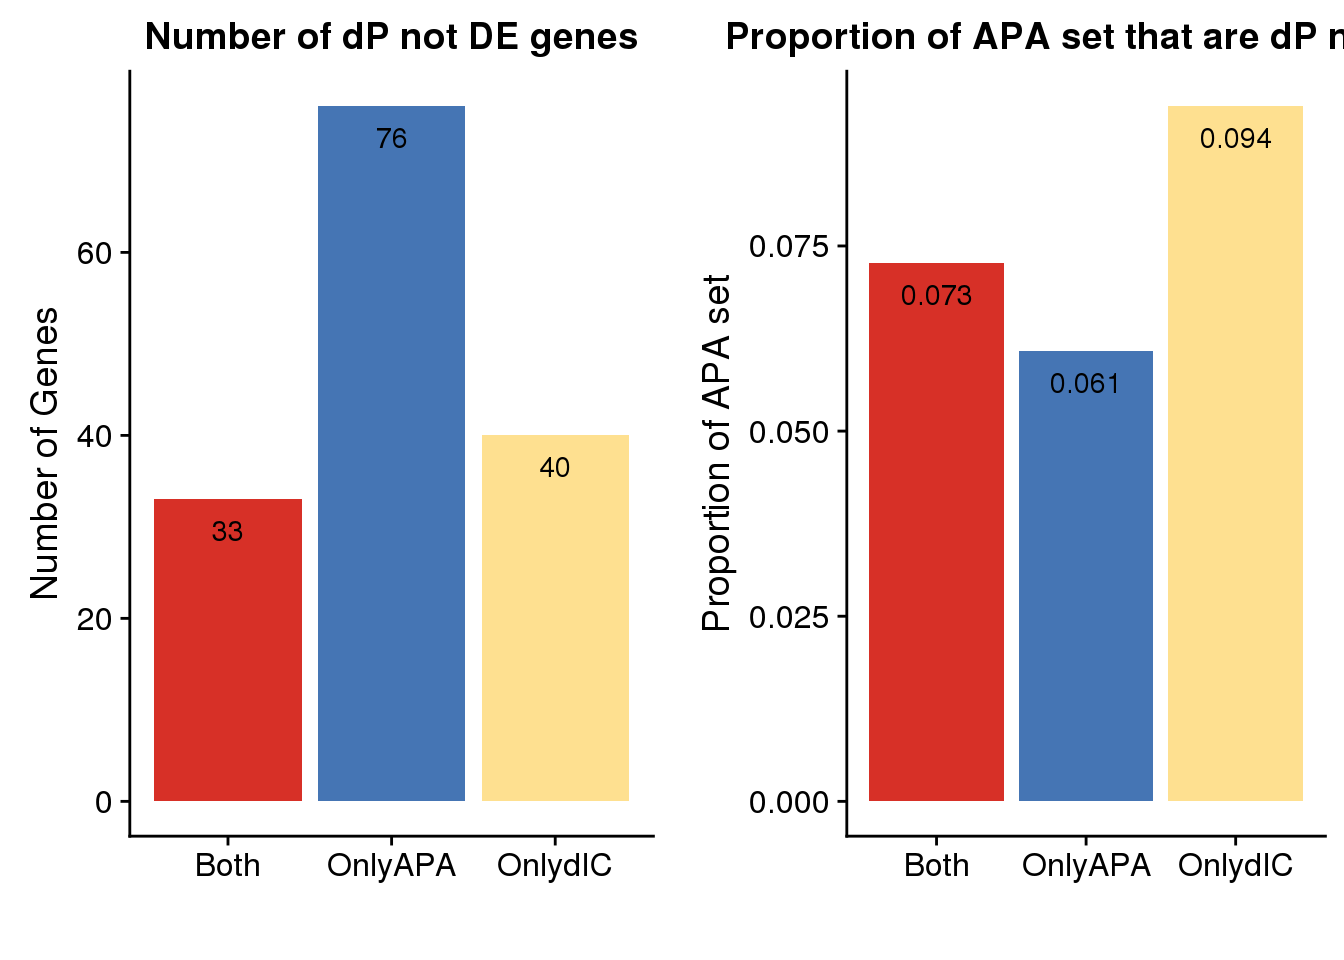 Number of dP not DE genes
Number of Genes
60
40
20
0
33
76
40
Both
OnlyAPA
OnlydIC
Proportion of APA set that are dP n
Proportion of APA set
0.075
0.050
0.025
0.000
0.073
0.061
0.094
Both
OnlyAPA
OnlydIC